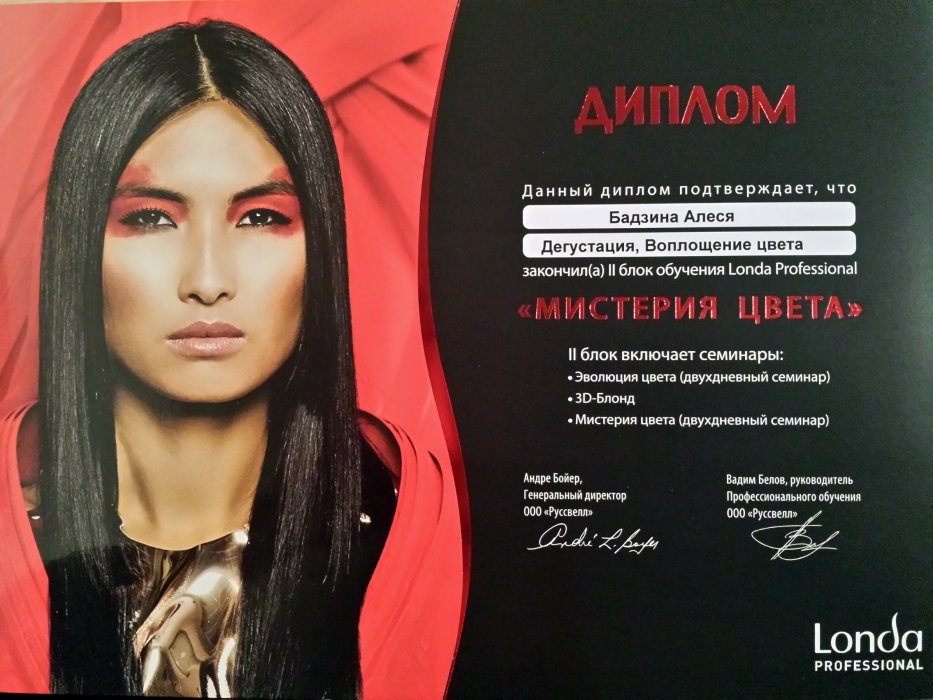 ДИПЛОМ
Данный диплом подтверждает, что
Бадзина Алеся
Дегустация, Воплощение цвета
закончил(а) II блок обучения Londa Professional
«МИСТЕРИЯ ЦВЕТА»
II блок включает семинары:
• Эволюция цвета (двухдневный семинар)
• 3D-Блонд
• Мистерия цвета (двухдневный семинар)
Андре Бойер,
Генеральный директор
ООО «Руссвелл»
Вадим Белов, руководитель
Профессионального обучения
ООО «Руссвелл»
Londa
PROFESSIONAL